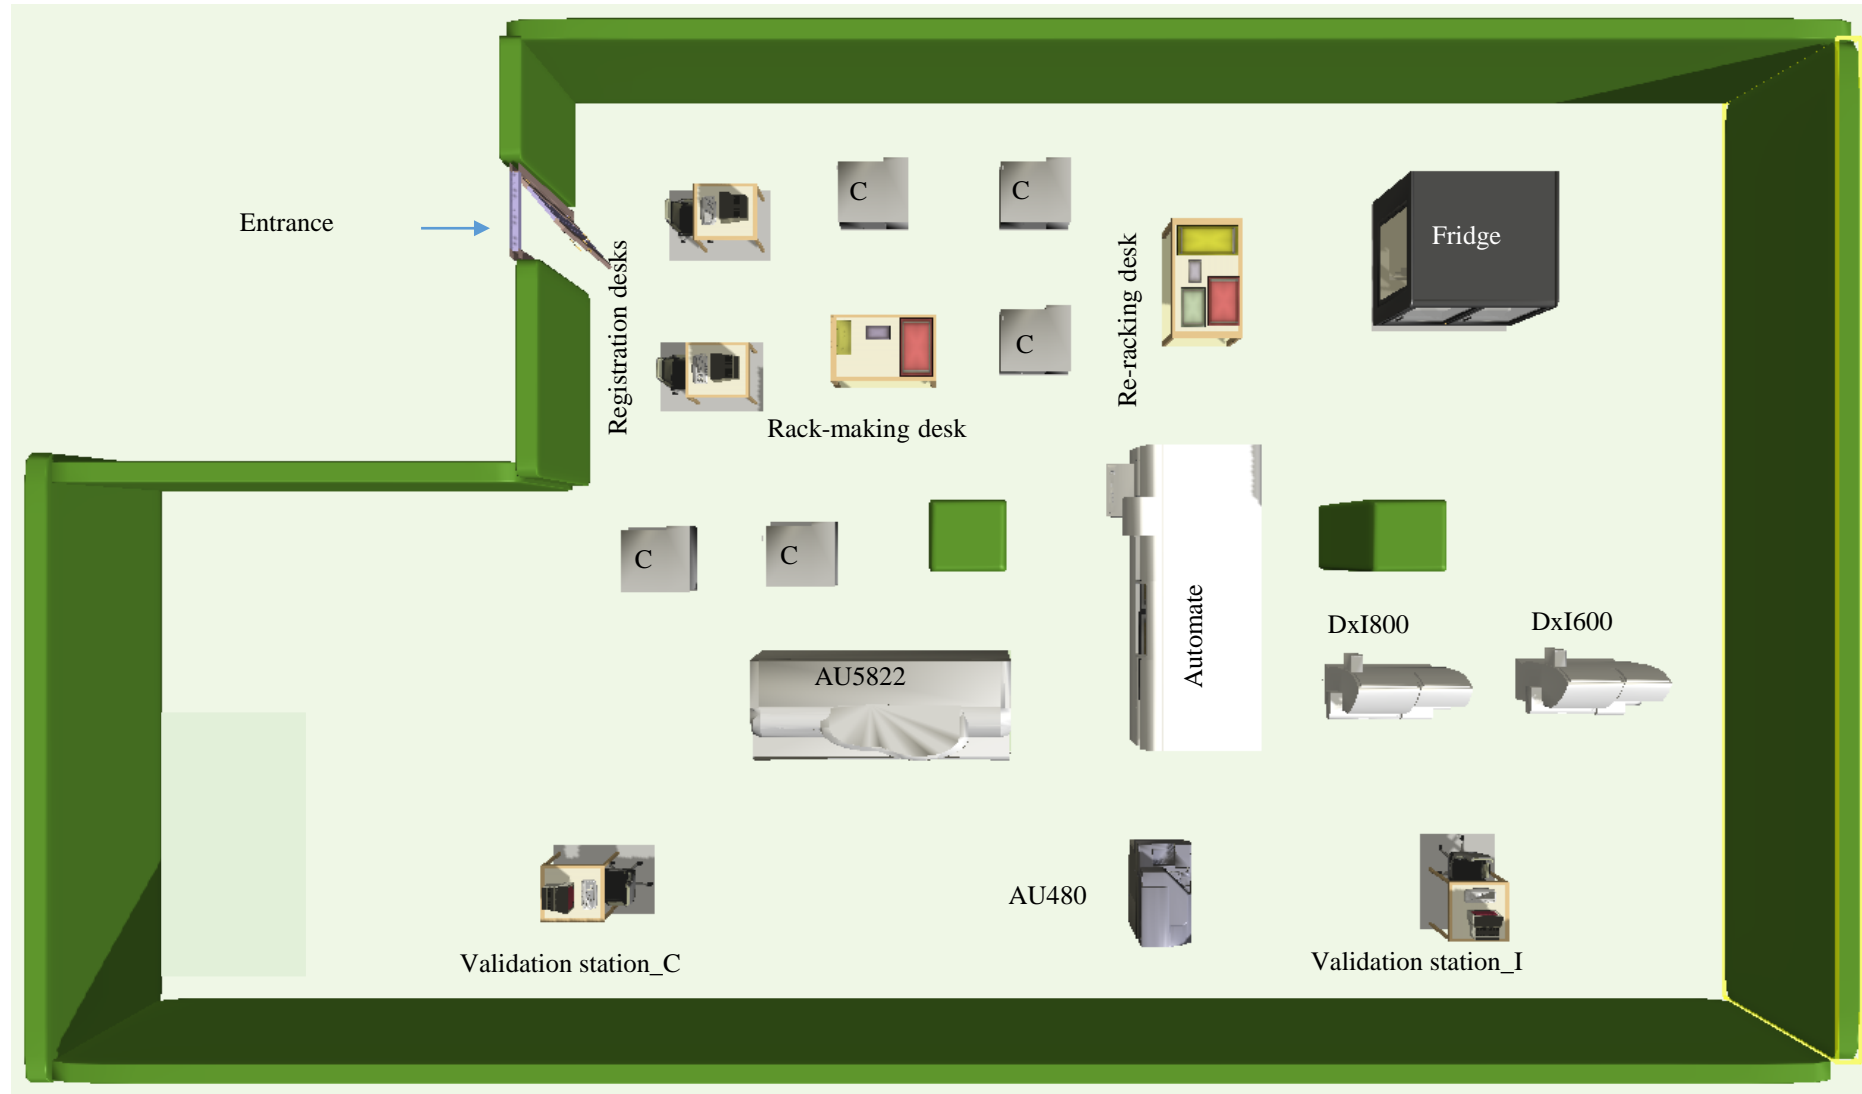 C
C
Entrance
Fridge
Registration desks
Re-racking desk
C
Rack-making desk
C
C
Automate
DxI800
DxI600
AU5822
AU480
Validation station_C
Validation station_I